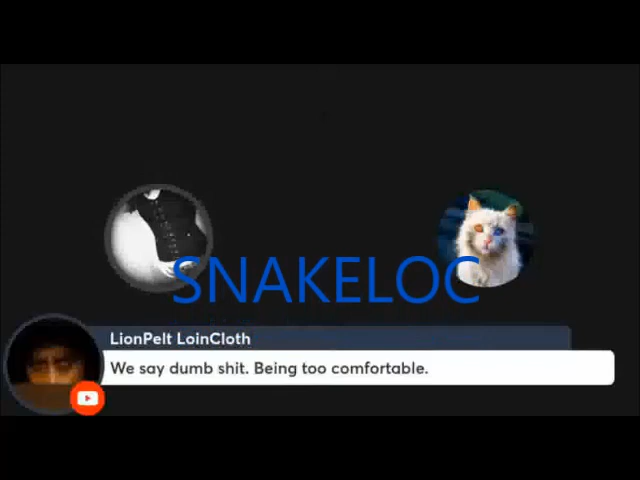 SNAKELOC
LionPelt LoinCloth
We say dumb shit. Being too comfortable.